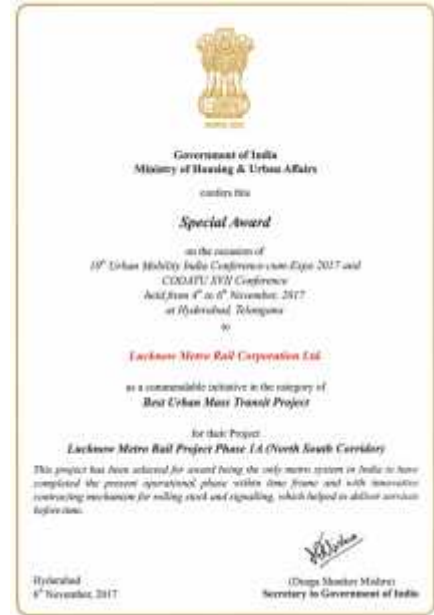 Government of India
Ministry of Housing & Urban Affairs
confers this
Special Award
on the occasion of
10th Urban Mobility India Conference-cum-Expo 2017 and
CODATU XVII Conference
held from 4th to 6th November, 2017
at Hyderabad, Telangana
to
Lucknow Metro Rail Corporation Ltd.
as a commendable initiative in the category of
Best Urban Mass Transit Project
for their Project
Lucknow Metro Rail Project Phase 1A (North South Corridor)
This project has been selected for award being the only metro system in India to have
completed the present operational phase within time frame and with innovative
contracting mechanism for rolling stock and signalling, which helped to deliver services
before time.
Hyderabad
6th November, 2017
(Durga Shanker Mishra)
Secretary to Government of India